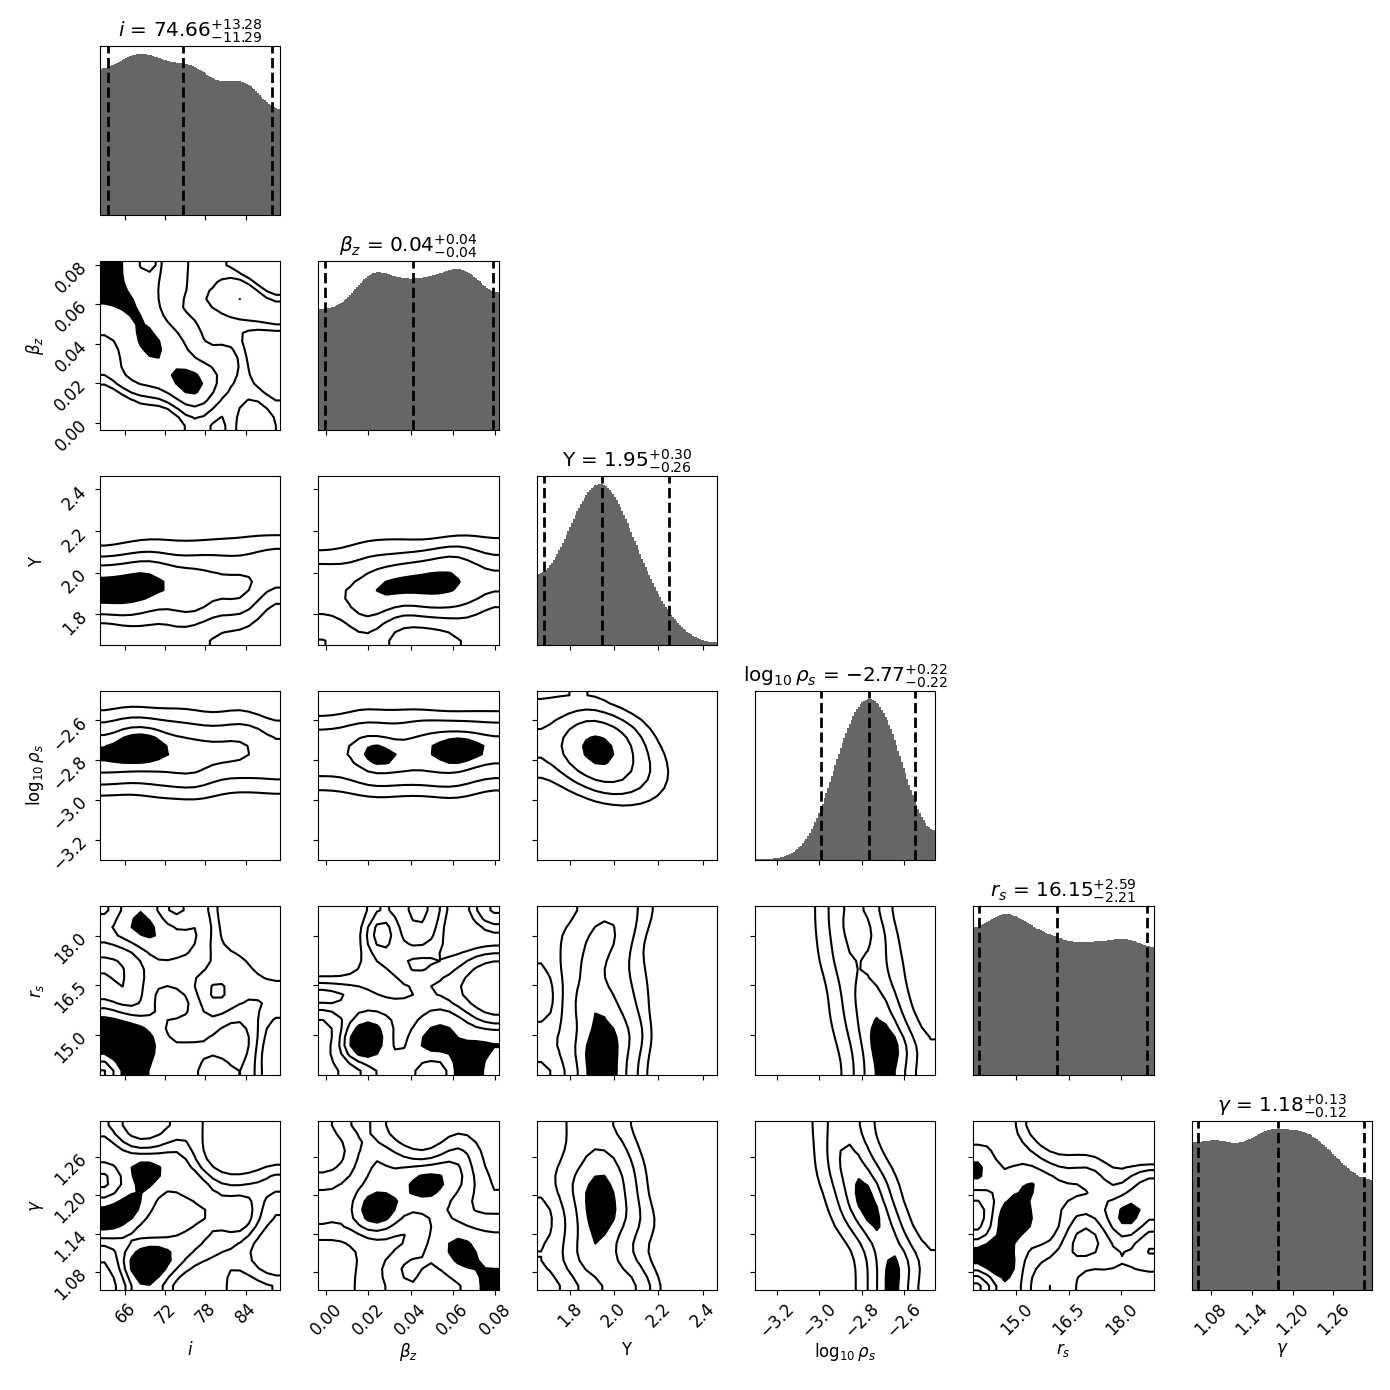 i = 74.66^{+13.28}_{-11.29}
β_z = 0.04^{+0.04}_{-0.04}
0.08
0.06
0.04
0.02
0.00
β_z
Y = 1.95^{+0.30}_{-0.26}
2.4
2.2
2.0
1.8
Y
log₁₀ ρ_s = −2.77^{+0.22}_{-0.22}
−2.6
−2.8
−3.0
−3.2
log₁₀ ρ_s
r_s = 16.15^{+2.59}_{-2.21}
18.0
16.5
15.0
r_s
γ = 1.18^{+0.13}_{-0.12}
1.26
1.20
1.14
1.08
γ
66 72 78 84
0.00 0.02 0.04 0.06 0.08
1.8 2.0 2.2 2.4
−3.2 −3.0 −2.8 −2.6
15.0 16.5 18.0
1.08 1.14 1.20 1.26
i β_z Y log₁₀ ρ_s r_s γ